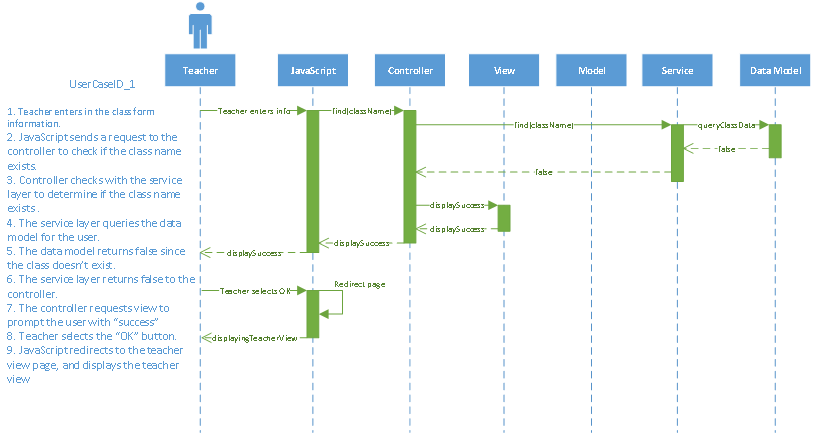 Teacher
JavaScript
Controller
View
Model
Service
Data Model
UserCaseID_1
1. Teacher enters in the class form
information.
2. JavaScript sends a request to the
controller to check if the class name
exists.
3. Controller checks with the service
layer to determine if the class name
exists .
4. The service layer queries the data
model for the user.
5. The data model returns false since
the class doesn't exist.
6. The service layer returns false to the
controller.
7. The controller requests view to
prompt the user with "success"
8. Teacher selects the "OK" button.
9. JavaScript redirects to the teacher
view page, and displays the teacher
view
Teacher enters info
find(className)
find(className)
queryClassData
false
false
displaySuccess
displaySuccess
displaySuccess
displaySuccess
Redirect page
Teacher selects OK
displayingTeacherView